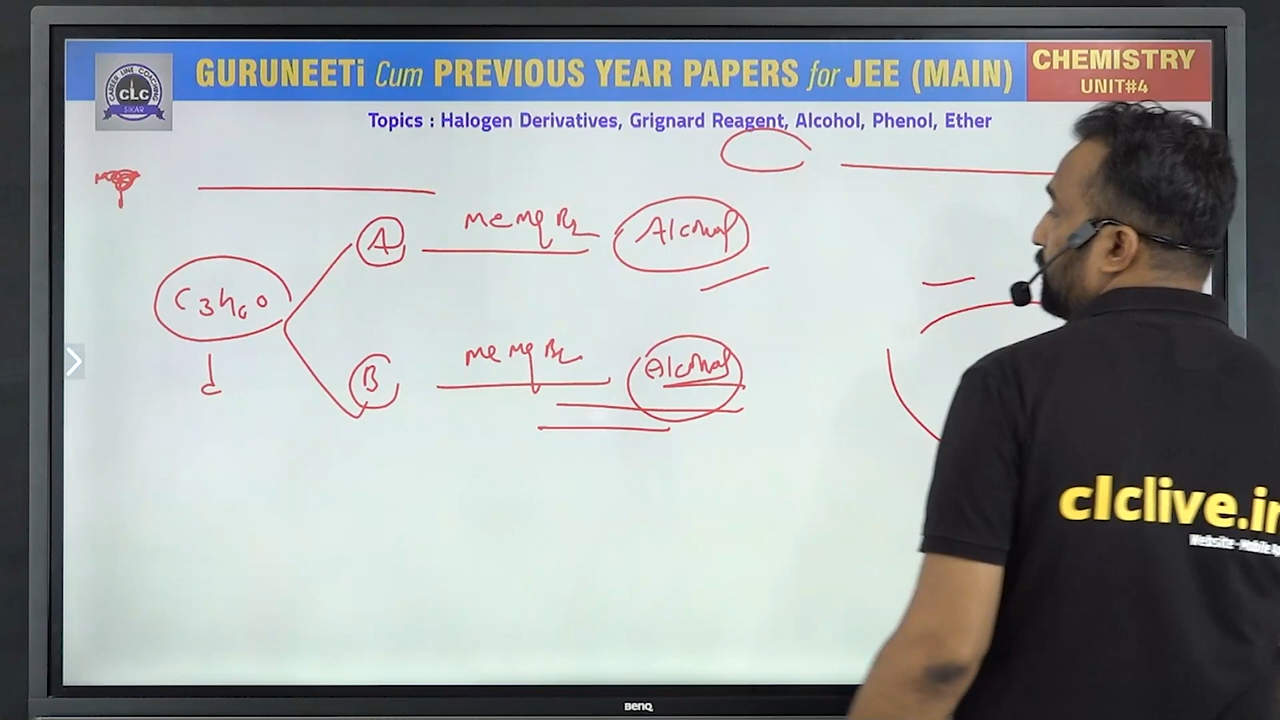 GURUNEETi Cum PREVIOUS YEAR PAPERS for JEE (MAIN)
CHEMISTRY
UNIT#4
CLC
SIKAR
Topics : Halogen Derivatives, Grignard Reagent, Alcohol, Phenol, Ether
A MeMgBr Alcohol
C3H6O
B MeMgBr Alcohol
d
clclive.in
BENQ